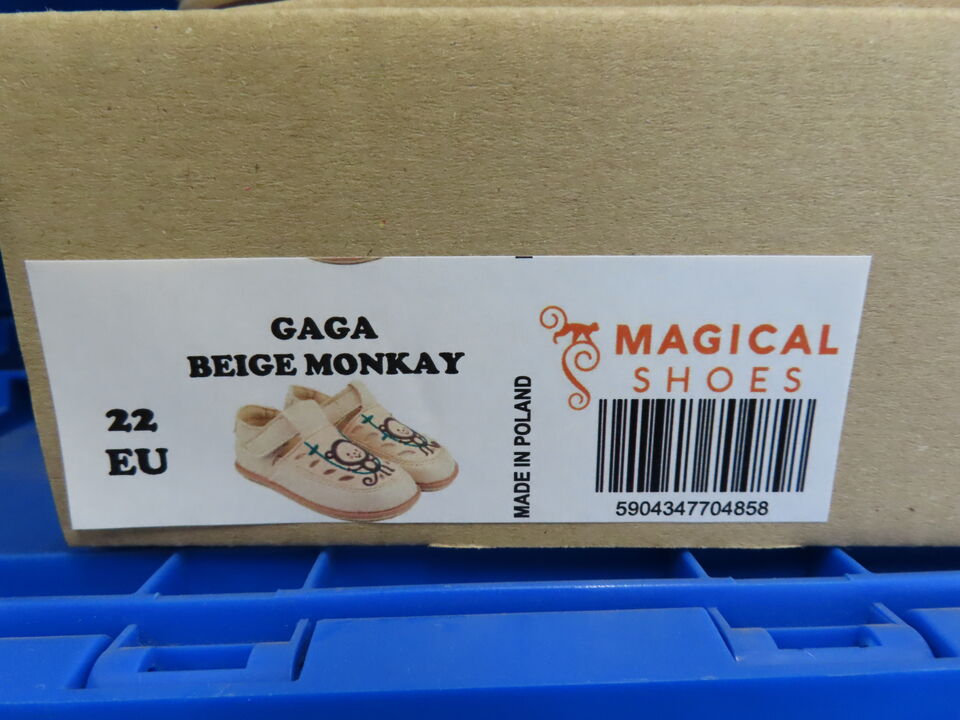 GAGA
BEIGE MONKAY
22
EU
MADE IN POLAND
MAGICAL
SHOES
5904347704858